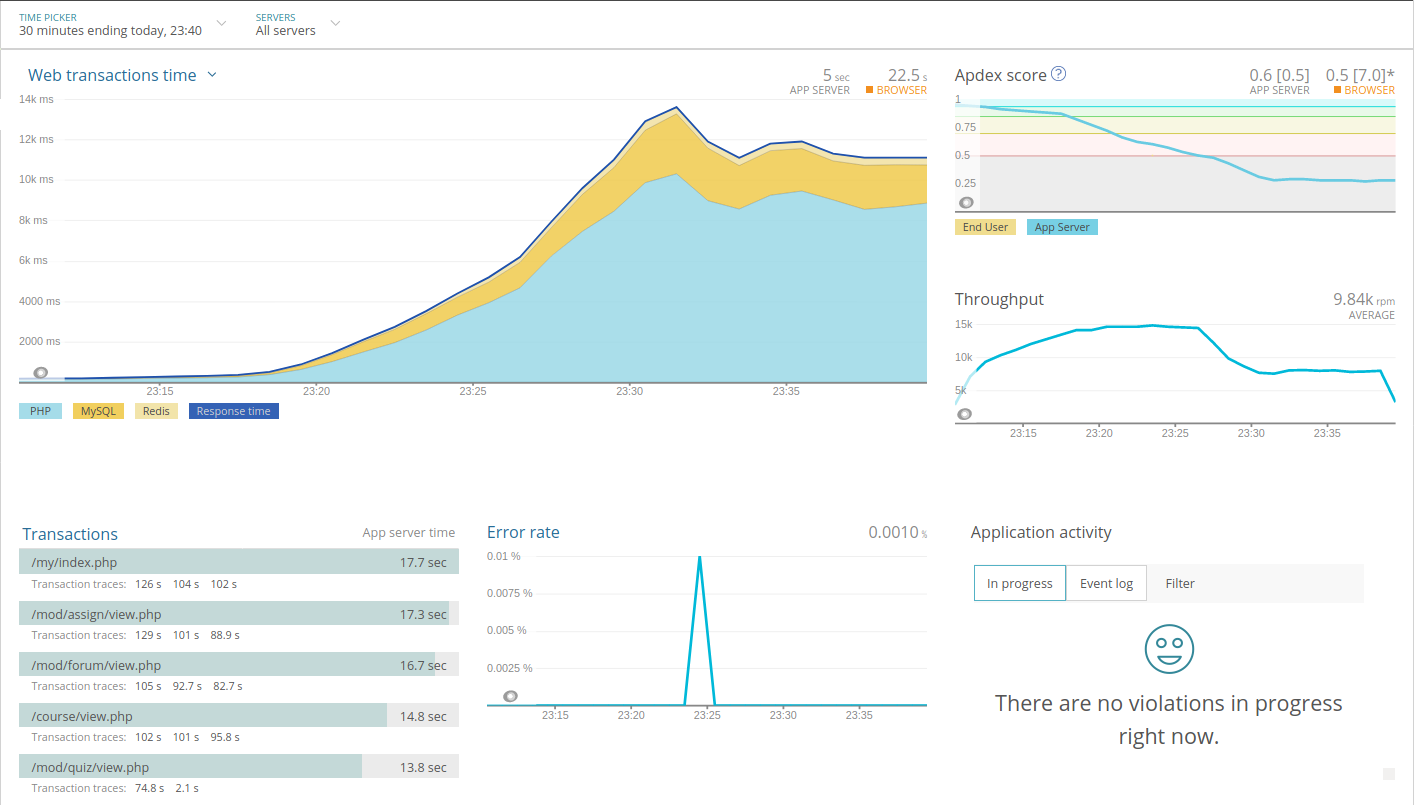 TIME PICKER
30 minutes ending today, 23:40
SERVERS
All servers
Web transactions time
5 sec
APP SERVER
22.5 s
BROWSER
14k ms
12k ms
10k ms
8k ms
6k ms
4000 ms
2000 ms
23:15 23:20 23:25 23:30 23:35
PHP MySQL Redis Response time
Apdex score ?
0.6 [0.5]
APP SERVER
0.5 [7.0]*
BROWSER
1
0.75
0.5
0.25
End User App Server
Throughput
9.84k rpm
AVERAGE
15k
10k
5k
23:15 23:20 23:25 23:30 23:35
Transactions App server time
/my/index.php 17.7 sec
Transaction traces: 126 s 104 s 102 s
/mod/assign/view.php 17.3 sec
Transaction traces: 129 s 101 s 88.9 s
/mod/forum/view.php 16.7 sec
Transaction traces: 105 s 92.7 s 82.7 s
/course/view.php 14.8 sec
Transaction traces: 102 s 101 s 95.8 s
/mod/quiz/view.php 13.8 sec
Transaction traces: 74.8 s 2.1 s
Error rate 0.0010 %
0.01 %
0.0075 %
0.005 %
0.0025 %
23:15 23:20 23:25 23:30 23:35
Application activity
In progress Event log Filter
There are no violations in progress
right now.